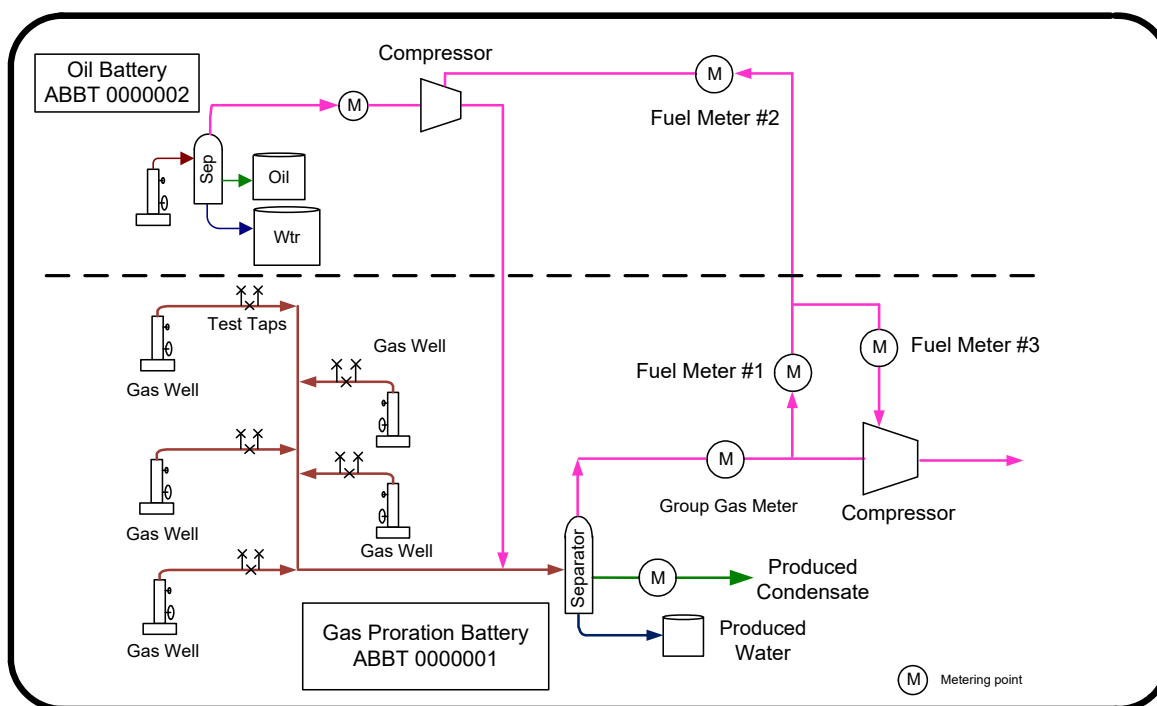 Compressor
Oil Battery
ABBT 0000002
M
M
Fuel Meter #2
Sep
Oil
Wtr
Test Taps
Gas Well
Gas Well
M
Fuel Meter #3
Fuel Meter #1
M
Gas Well
M
Group Gas Meter
Compressor
Gas Well
Gas Well
Separator
M
Produced
Condensate
Gas Proration Battery
ABBT 0000001
Produced
Water
Gas Well
M
Metering point